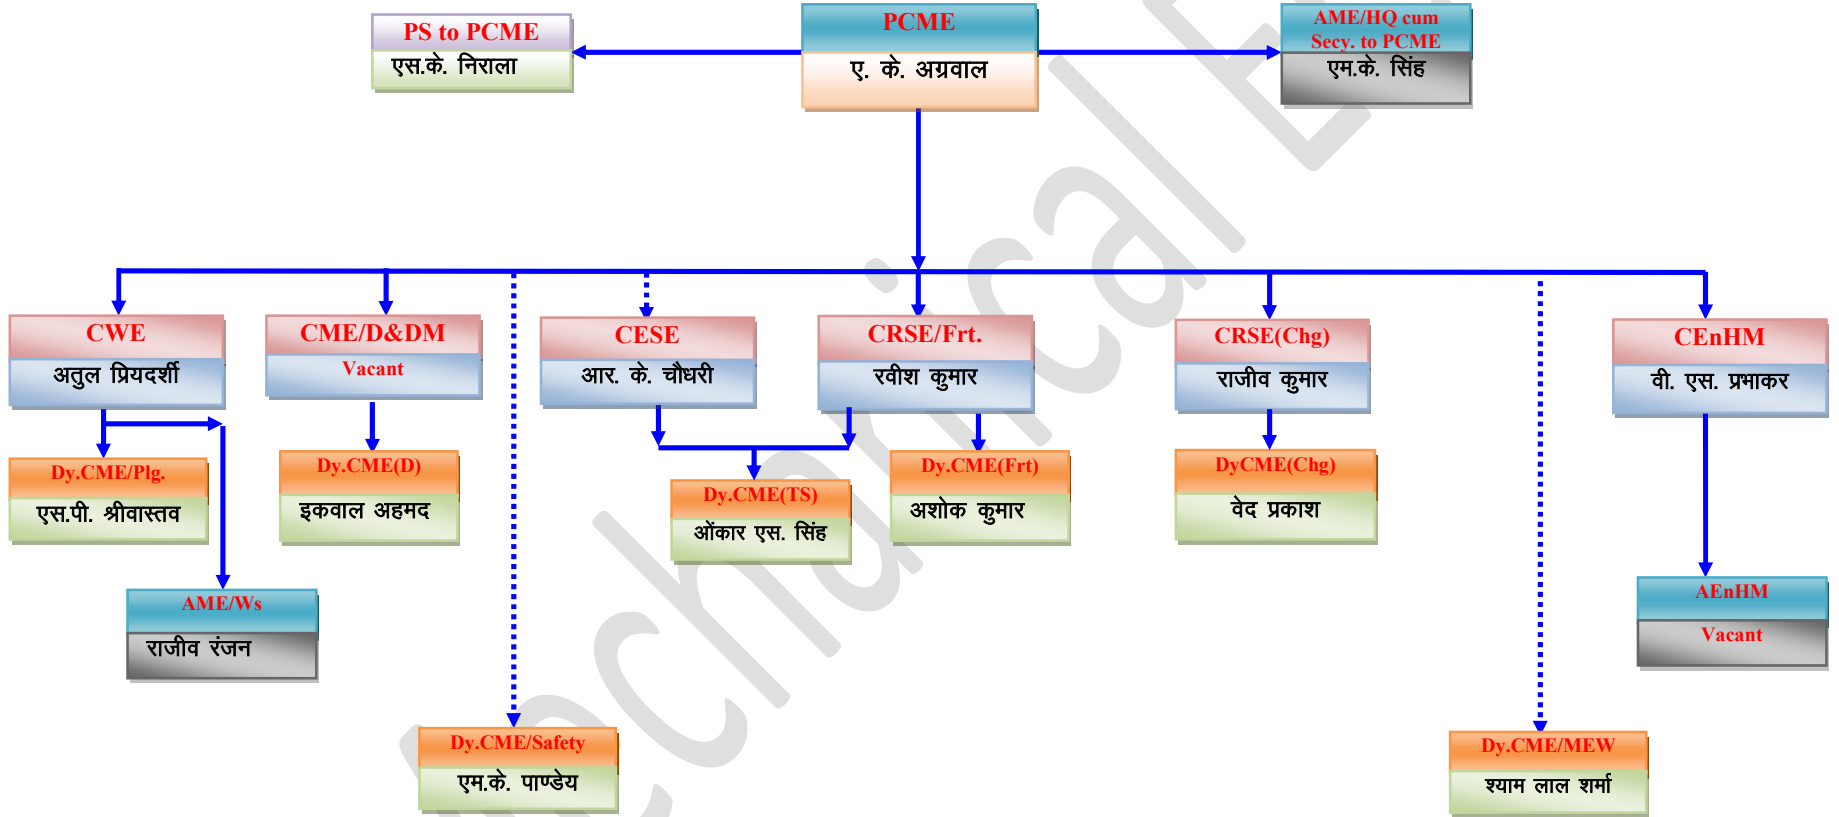 PS to PCME
एस.के. निराला
PCME
ए. के. अग्रवाल
AME/HQ cum
Secy. to PCME
एम.के. सिंह
CWE
अतुल प्रियदर्शी
CME/D&DM
Vacant
CESE
आर. के. चौधरी
CRSE/Frt.
रवीश कुमार
CRSE(Chg)
राजीव कुमार
CEnHM
वी. एस. प्रभाकर
Dy.CME/Plg.
एस.पी. श्रीवास्तव
Dy.CME(D)
इकवाल अहमद
Dy.CME(TS)
ओंकार एस. सिंह
Dy.CME(Frt)
अशोक कुमार
DyCME(Chg)
वेद प्रकाश
AME/Ws
राजीव रंजन
AEnHM
Vacant
Dy.CME/Safety
एम.के. पाण्डेय
Dy.CME/MEW
श्याम लाल शर्मा